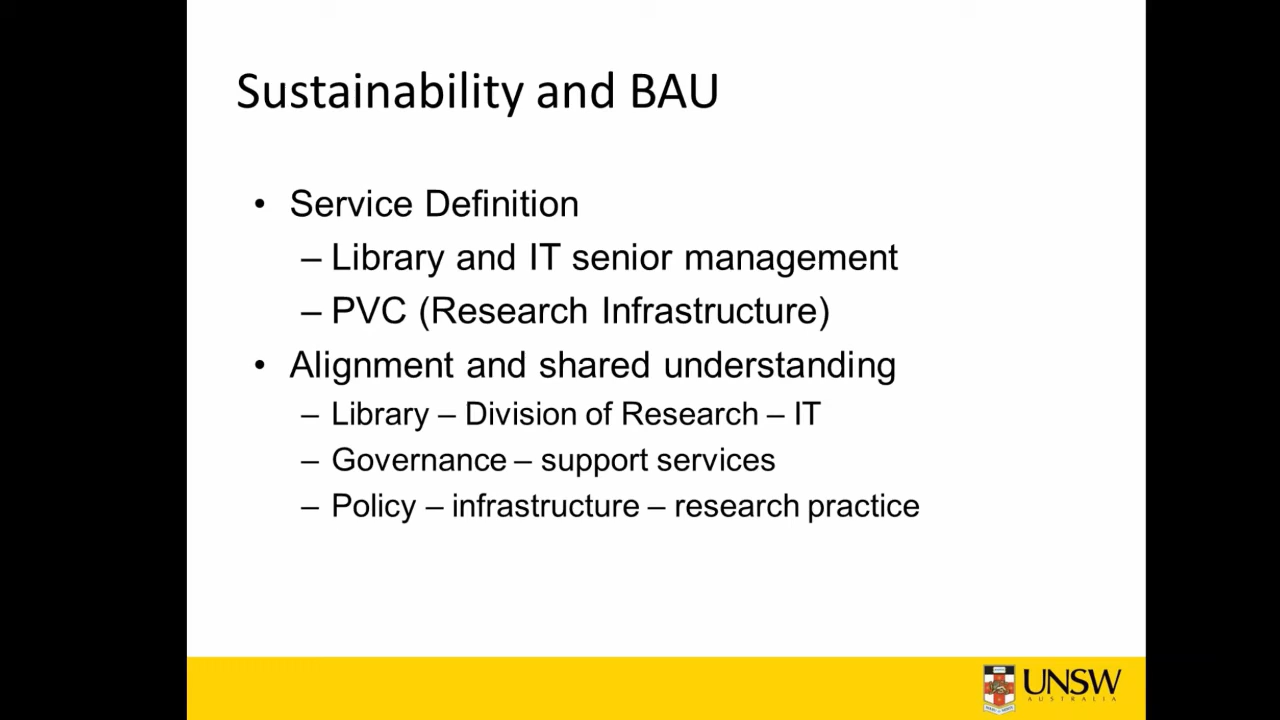 Sustainability and BAU
• Service Definition
– Library and IT senior management
– PVC (Research Infrastructure)
• Alignment and shared understanding
– Library – Division of Research – IT
– Governance – support services
– Policy – infrastructure – research practice
UNSW
AUSTRALIA